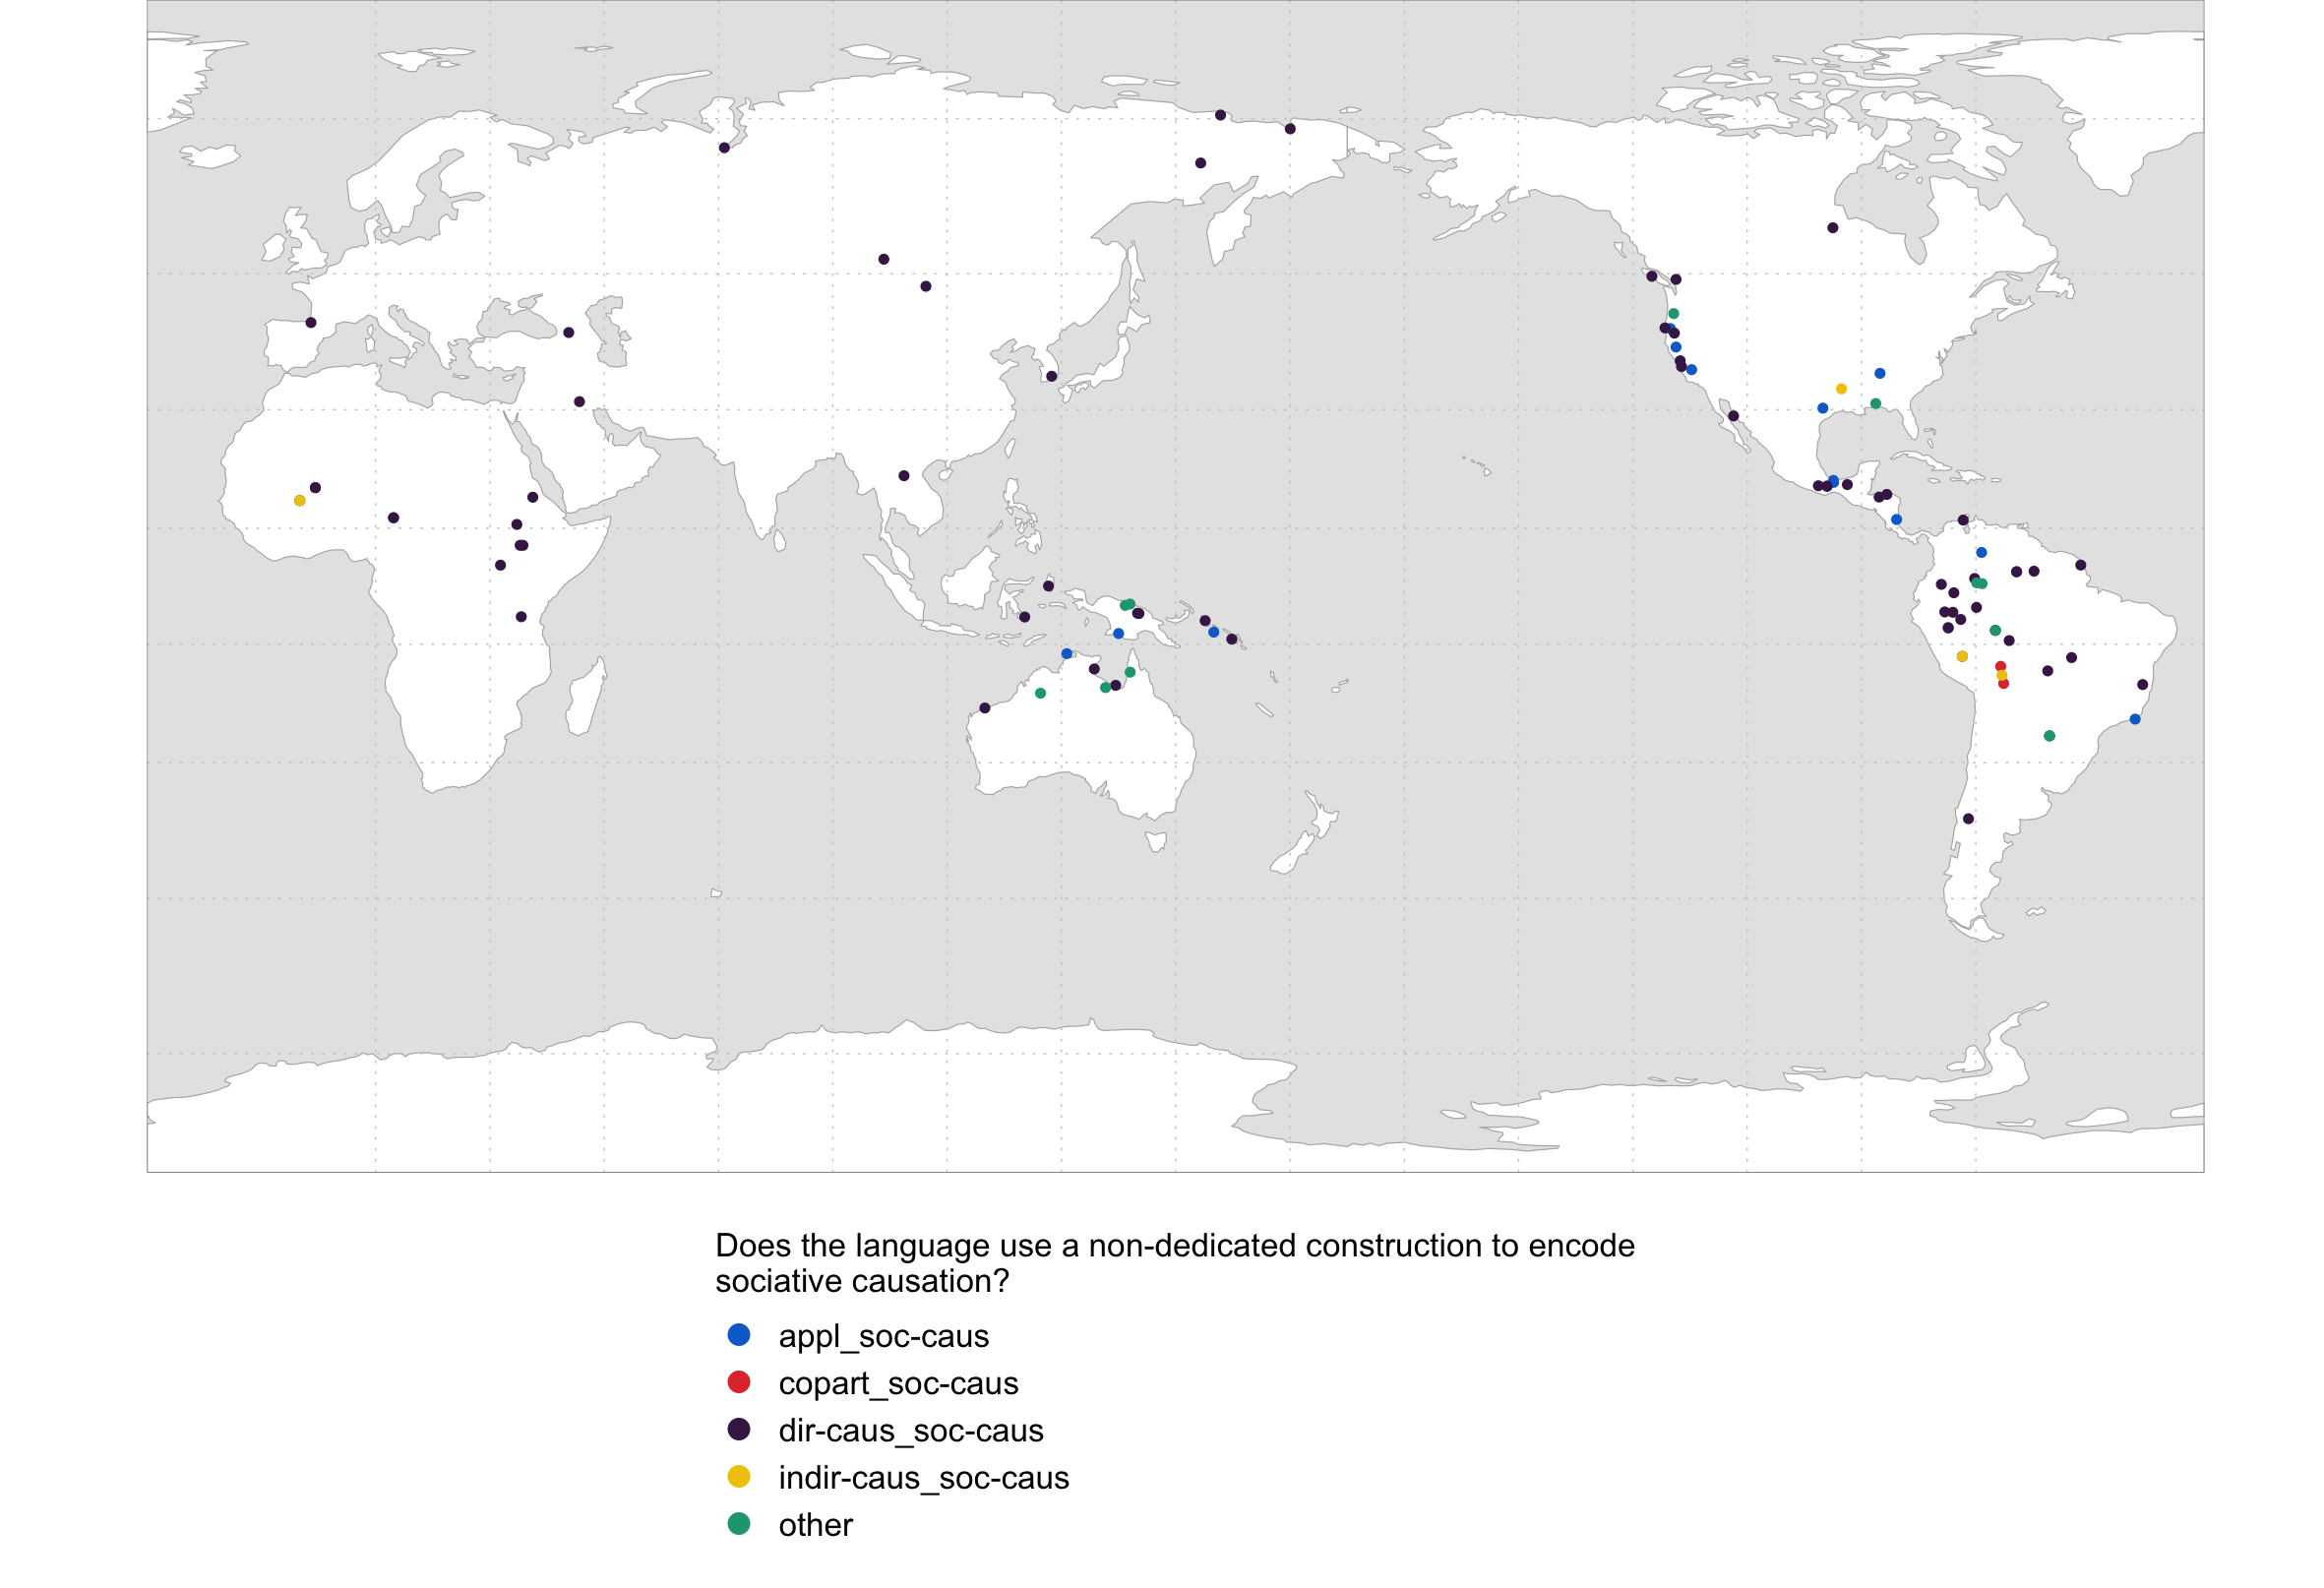 Does the language use a non-dedicated construction to encode
sociative causation?
appl_soc-caus
copart_soc-caus
dir-caus_soc-caus
indir-caus_soc-caus
other